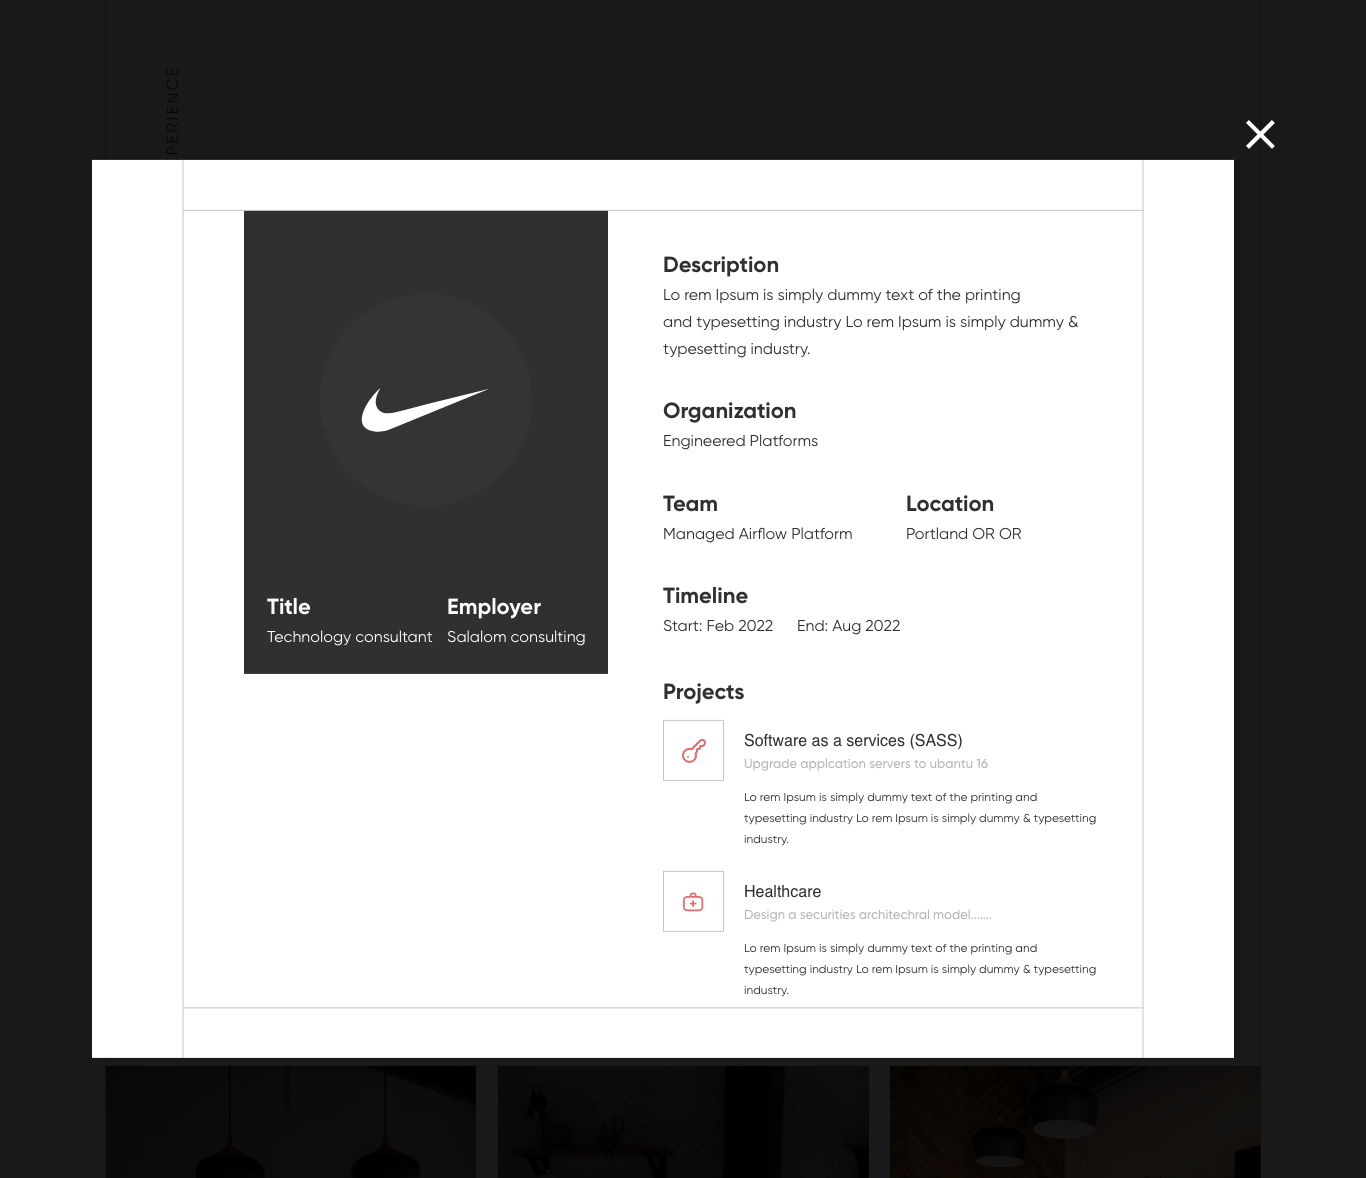 PERIENCE
Title
Technology consultant
Employer
Salalom consulting
Description
Lo rem Ipsum is simply dummy text of the printing
and typesetting industry Lo rem Ipsum is simply dummy &
typesetting industry.
Organization
Engineered Platforms
Team
Managed Airflow Platform
Location
Portland OR OR
Timeline
Start: Feb 2022 End: Aug 2022
Projects
Software as a services (SASS)
Upgrade applcation servers to ubantu 16
Lo rem Ipsum is simply dummy text of the printing and
typesetting industry Lo rem Ipsum is simply dummy & typesetting
industry.
Healthcare
Design a securities architechral model.......
Lo rem Ipsum is simply dummy text of the printing and
typesetting industry Lo rem Ipsum is simply dummy & typesetting
industry.